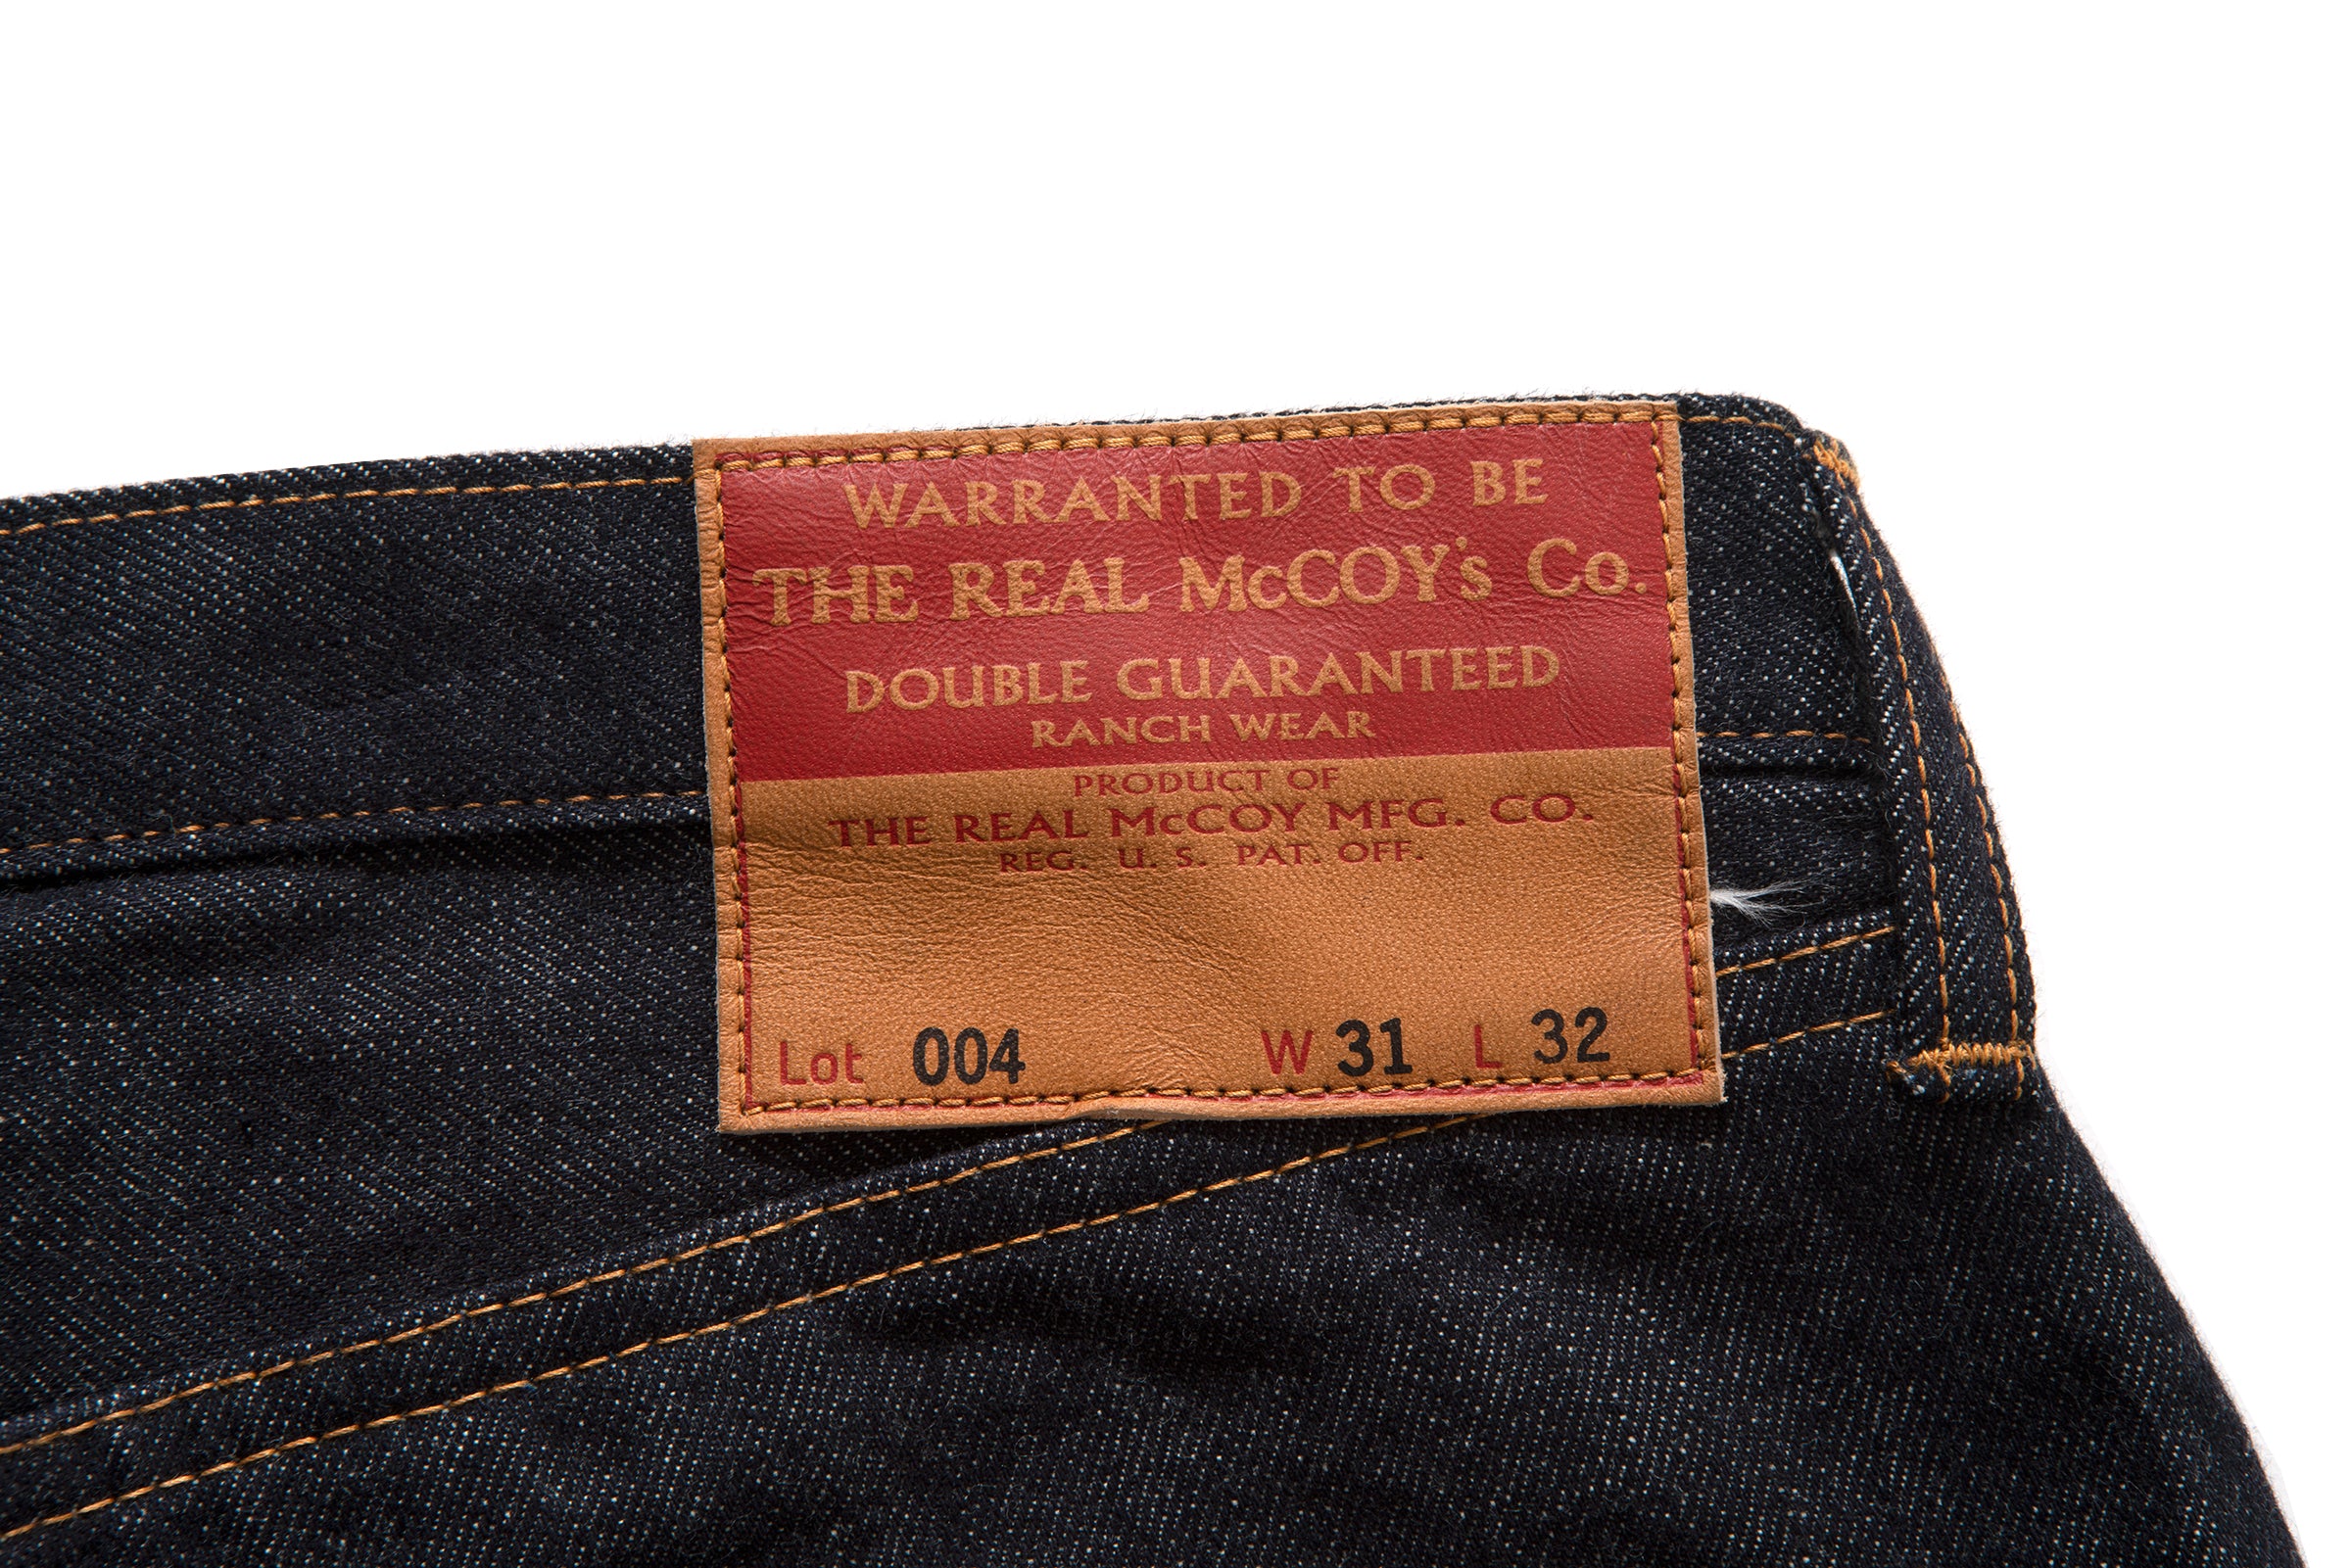 WARRANTED TO BE
THE REAL McCOY's Co.
DOUBLE GUARANTEED
RANCH WEAR
PRODUCT OF
THE REAL McCOY MFG. CO.
REG. U. S. PAT. OFF.
Lot 004 W 31 L 32